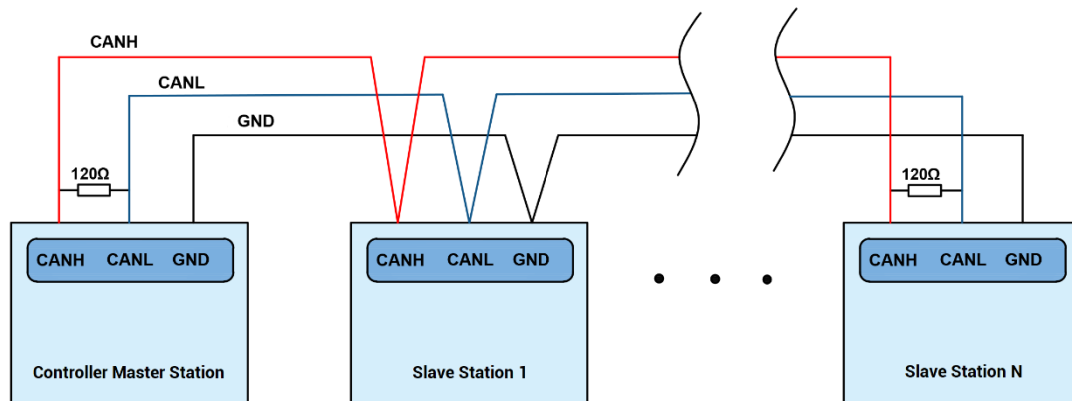 CANH
CANL
GND
120Ω
120Ω
CANH CANL GND
CANH CANL GND
CANH CANL GND
Controller Master Station
Slave Station 1
Slave Station N